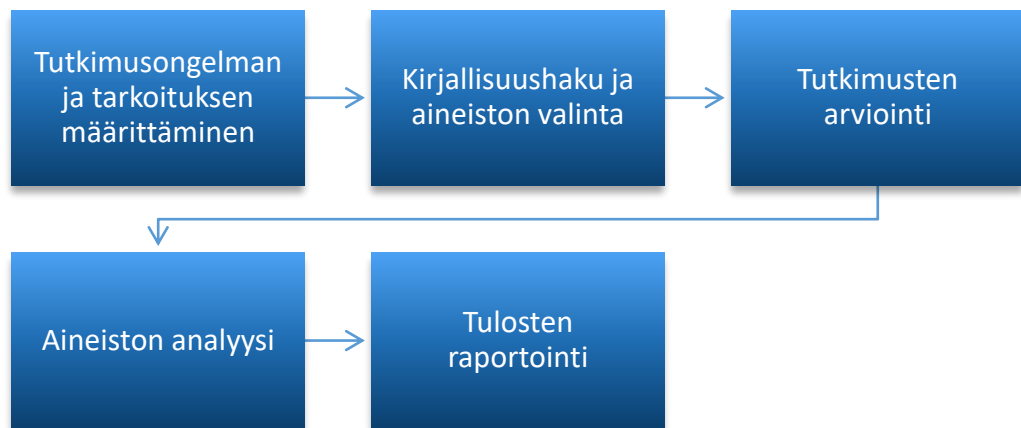 Tutkimusongelman
ja tarkoituksen
määrittäminen
Kirjallisuushaku ja
aineiston valinta
Tutkimusten
arviointi
Aineiston analyysi
Tulosten
raportointi